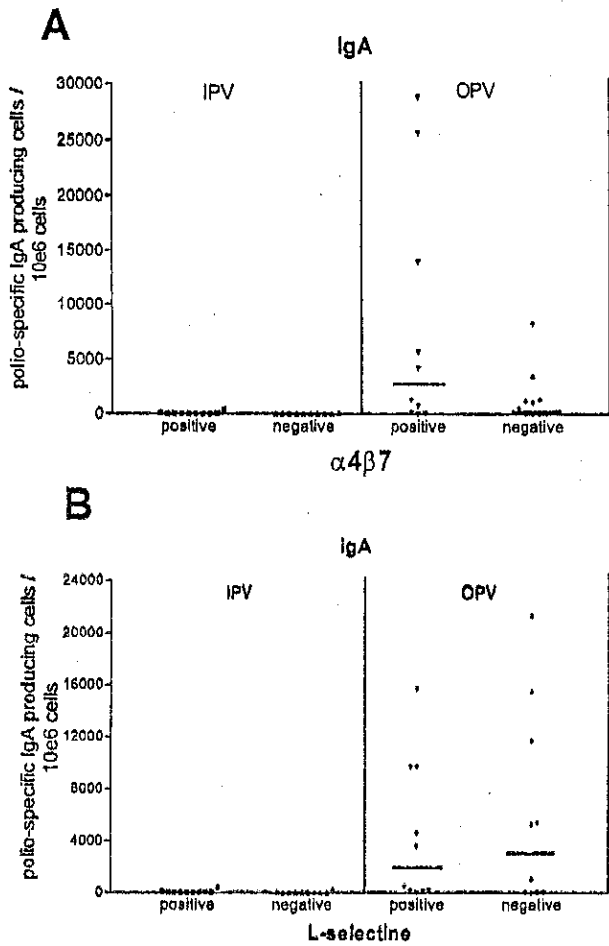 A
IgA
IPV OPV
polio-specific IgA producing cells /
10e6 cells
30000
25000
20000
15000
10000
5000
0
positive negative positive negative
α4β7
B
IgA
IPV OPV
polio-specific IgA producing cells /
10e6 cells
24000
20000
16000
12000
8000
4000
0
positive negative positive negative
L-selectine